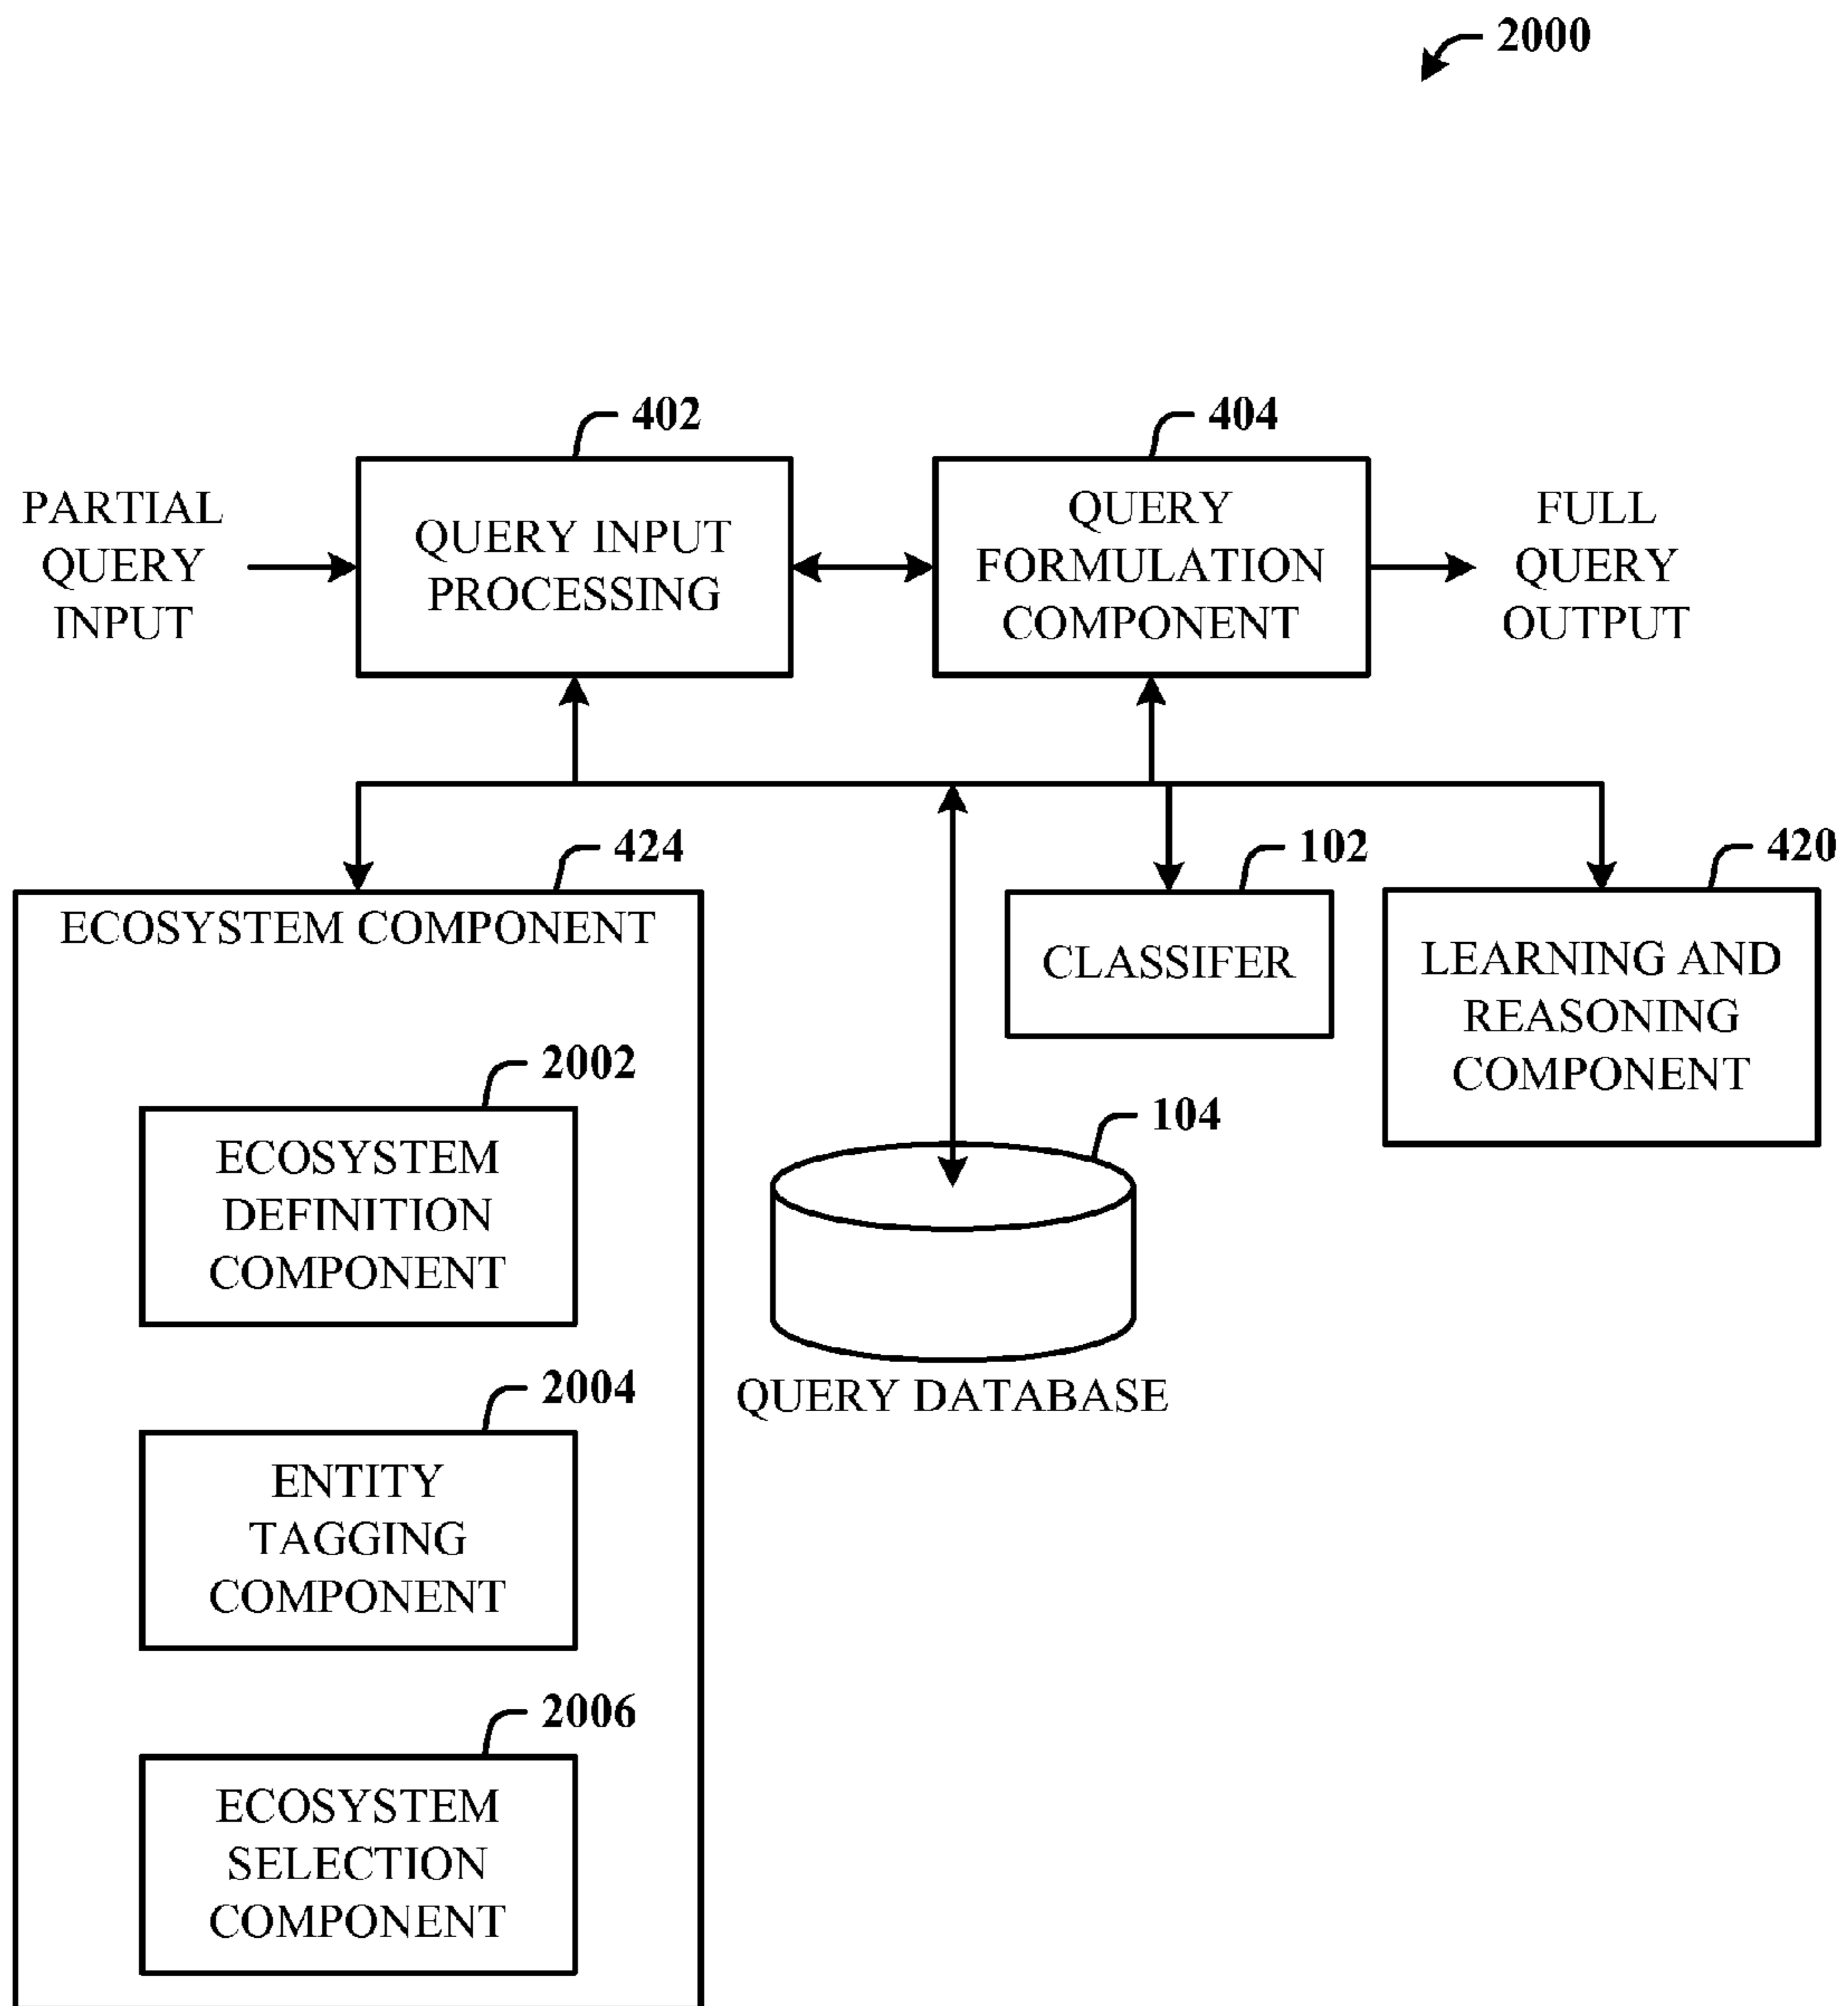 2000
402
404
PARTIAL
QUERY
INPUT
QUERY INPUT
PROCESSING
QUERY
FORMULATION
COMPONENT
FULL
QUERY
OUTPUT
424
ECOSYSTEM COMPONENT
102
CLASSIFER
420
LEARNING AND
REASONING
COMPONENT
2002
ECOSYSTEM
DEFINITION
COMPONENT
104
QUERY DATABASE
2004
ENTITY
TAGGING
COMPONENT
2006
ECOSYSTEM
SELECTION
COMPONENT